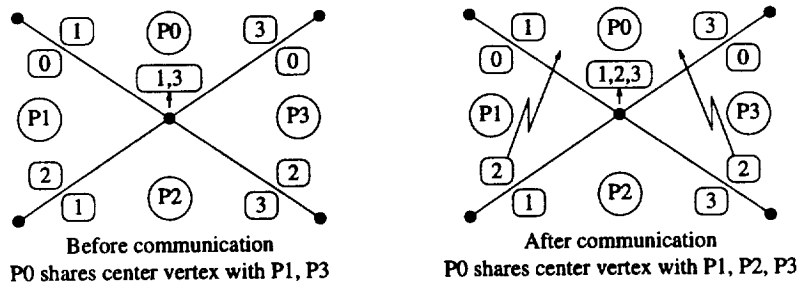 1 P0 3
0 1,3 0
P1 P3
2 2
1 P2 3
Before communication
P0 shares center vertex with P1, P3
1 P0 3
0 1,2,3 0
P1 P3
2 2
1 P2 3
After communication
P0 shares center vertex with P1, P2, P3